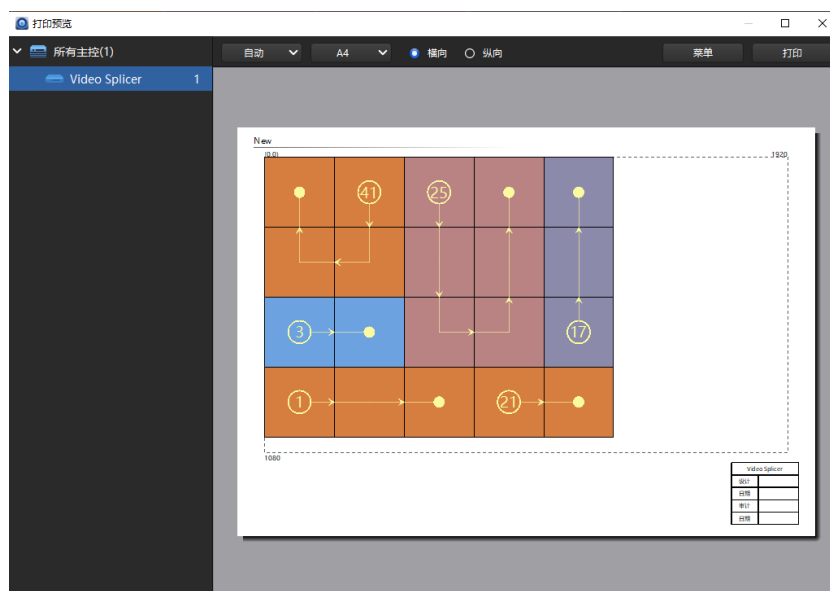 打印预览
所有主控(1)
自动 A4 横向 纵向 菜单 打印
Video Splicer 1
New
(0,0) 1920
41 25
3 17
1 21
1080
Video Splicer
设计
日期
审计
日期